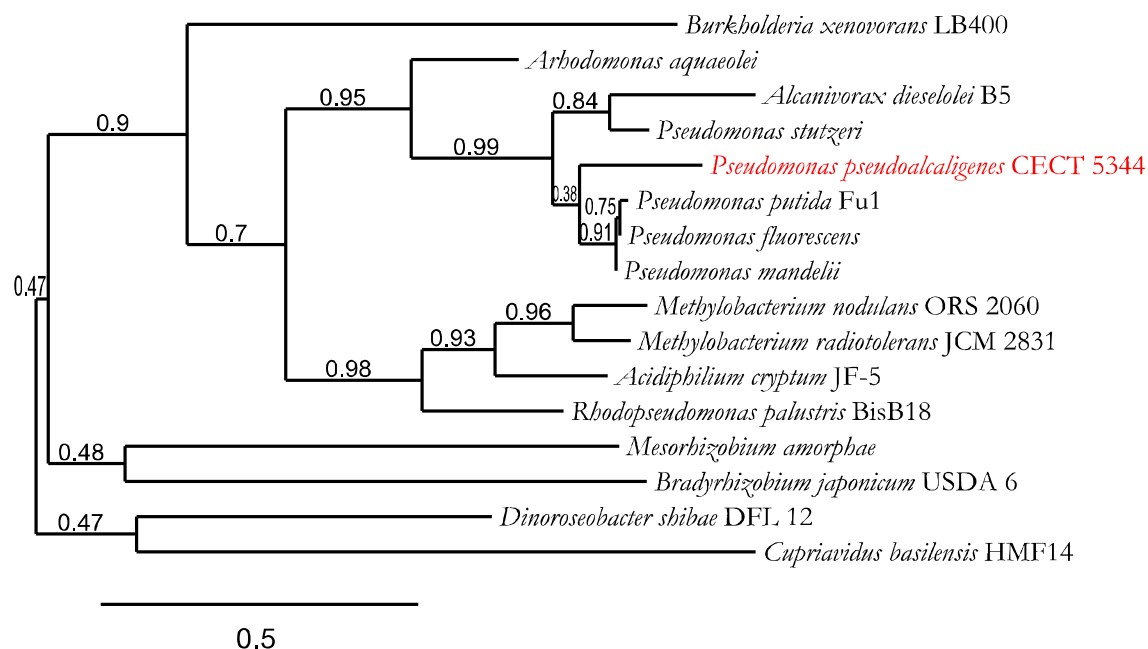 Burkholderia xenovorans LB400
Arhodomonas aquaeolei
0.95
0.84
Alcanivorax dieselolei B5
0.9
Pseudomonas stutzeri
0.99
Pseudomonas pseudoalcaligenes CECT 5344
0.38
0.75
Pseudomonas putida Fu1
0.7
0.91
Pseudomonas fluorescens
Pseudomonas mandelii
0.47
0.96
Methylobacterium nodulans ORS 2060
0.93
Methylobacterium radiotolerans JCM 2831
0.98
Acidiphilium cryptum JF-5
Rhodopseudomonas palustris BisB18
0.48
Mesorhizobium amorphae
Bradyrhizobium japonicum USDA 6
0.47
Dinoroseobacter shibae DFL 12
Cupriavidus basilensis HMF14
0.5